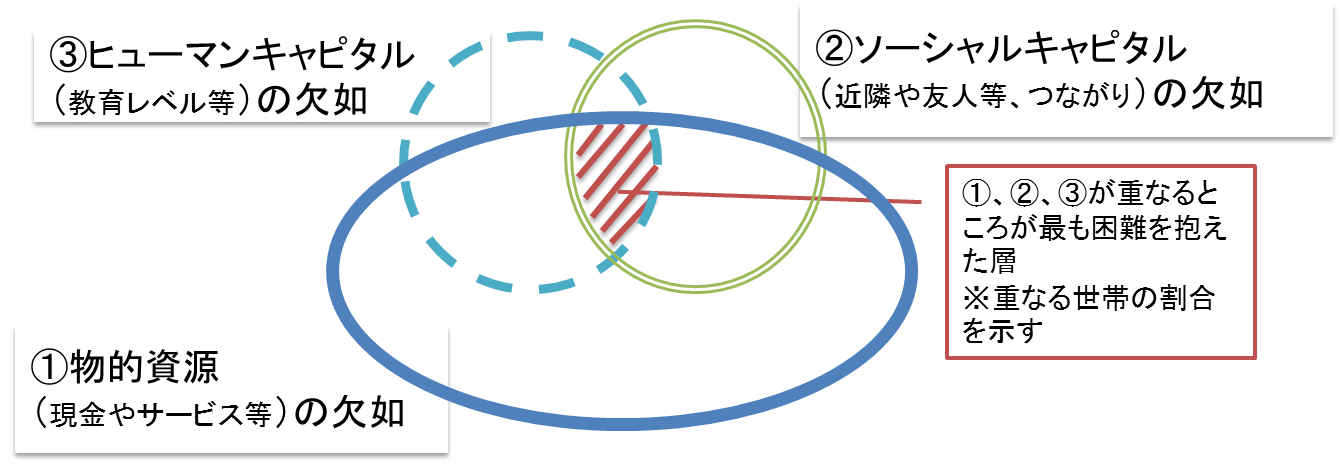 ③ヒューマンキャピタル
（教育レベル等）の欠如
②ソーシャルキャピタル
（近隣や友人等、つながり）の欠如
①、②、③が重なると
ころが最も困難を抱え
た層
※重なる世帯の割合
を示す
①物的資源
（現金やサービス等）の欠如